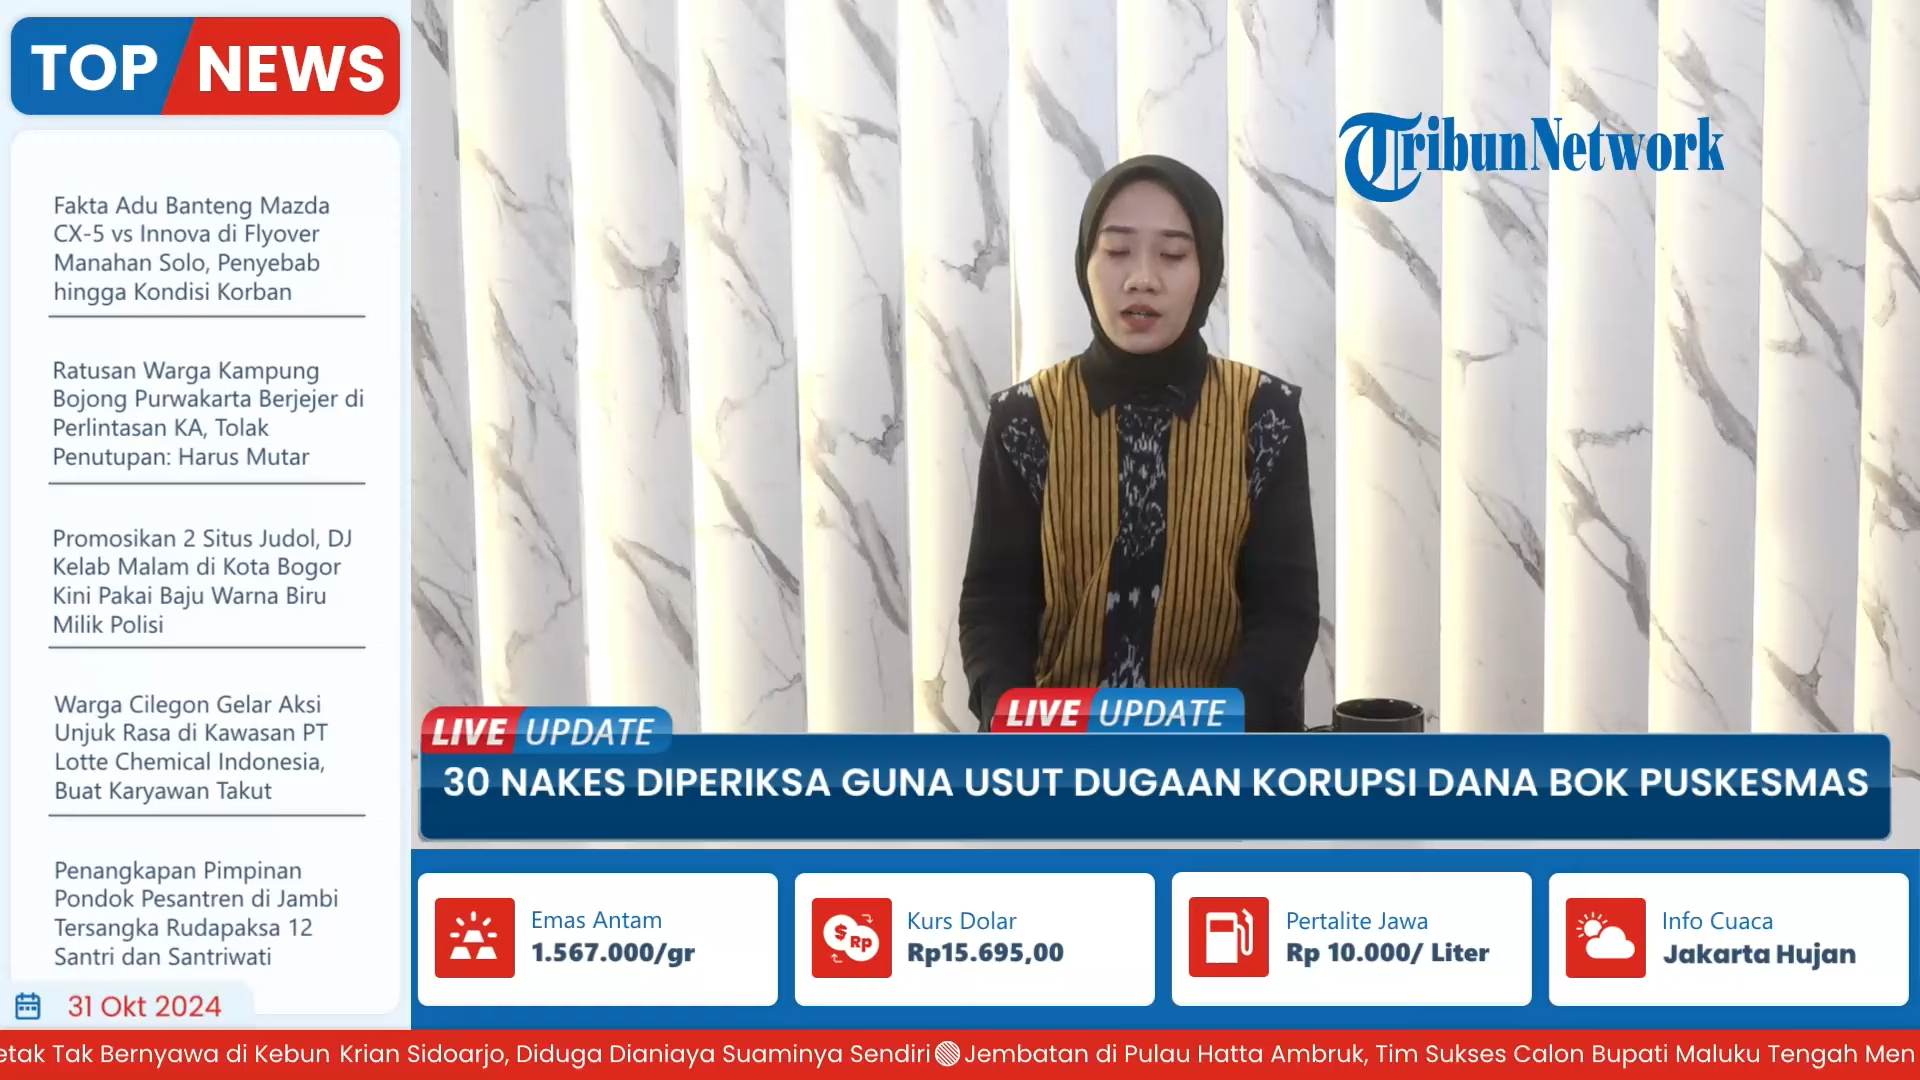 TOP NEWS
Fakta Adu Banteng Mazda
CX-5 vs Innova di Flyover
Manahan Solo, Penyebab
hingga Kondisi Korban
Ratusan Warga Kampung
Bojong Purwakarta Berjejer di
Perlintasan KA, Tolak
Penutupan: Harus Mutar
Promosikan 2 Situs Judol, DJ
Kelab Malam di Kota Bogor
Kini Pakai Baju Warna Biru
Milik Polisi
Warga Cilegon Gelar Aksi
Unjuk Rasa di Kawasan PT
Lotte Chemical Indonesia,
Buat Karyawan Takut
Penangkapan Pimpinan
Pondok Pesantren di Jambi
Tersangka Rudapaksa 12
Santri dan Santriwati
31 Okt 2024
TribunNetwork
LIVE UPDATE
LIVE UPDATE
30 NAKES DIPERIKSA GUNA USUT DUGAAN KORUPSI DANA BOK PUSKESMAS
Emas Antam
1.567.000/gr
Kurs Dolar
Rp15.695,00
Pertalite Jawa
Rp 10.000/ Liter
Info Cuaca
Jakarta Hujan
etak Tak Bernyawa di Kebun Krian Sidoarjo, Diduga Dianiaya Suaminya Sendiri Jembatan di Pulau Hatta Ambruk, Tim Sukses Calon Bupati Maluku Tengah Men